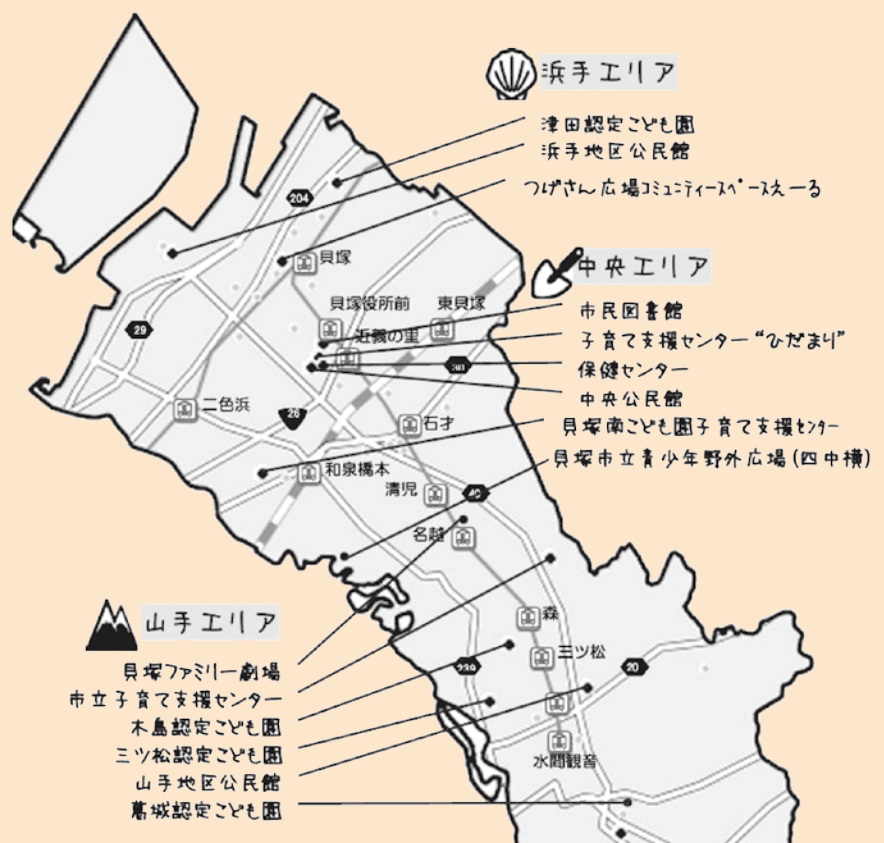 浜手エリア
津田認定こども園
浜手地区公民館
つげさん広場コミュニティースペースえーる
204
貝塚
中央エリア
貝塚役所前
東貝塚
市民図書館
29
近義の里
子育て支援センター“ひだまり”
30
保健センター
中央公民館
二色浜
26
石才
貝塚南こども園子育て支援センター
貝塚市立青少年野外広場(四中横)
和泉橋本
清児
40
名越
山手エリア
森
貝塚ファミリー劇場
三ツ松
239
20
市立子育て支援センター
木島認定こども園
三ツ松認定こども園
水間観音
山手地区公民館
葛城認定こども園